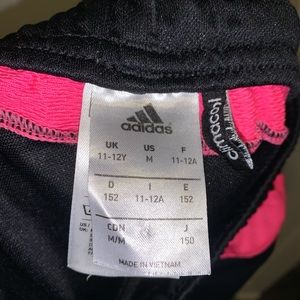 adidas
UK US F
11-12Y M 11-12A
D I E
152 11-12A 152
CDN J
M/M 150
MADE IN VIETNAM
climacool